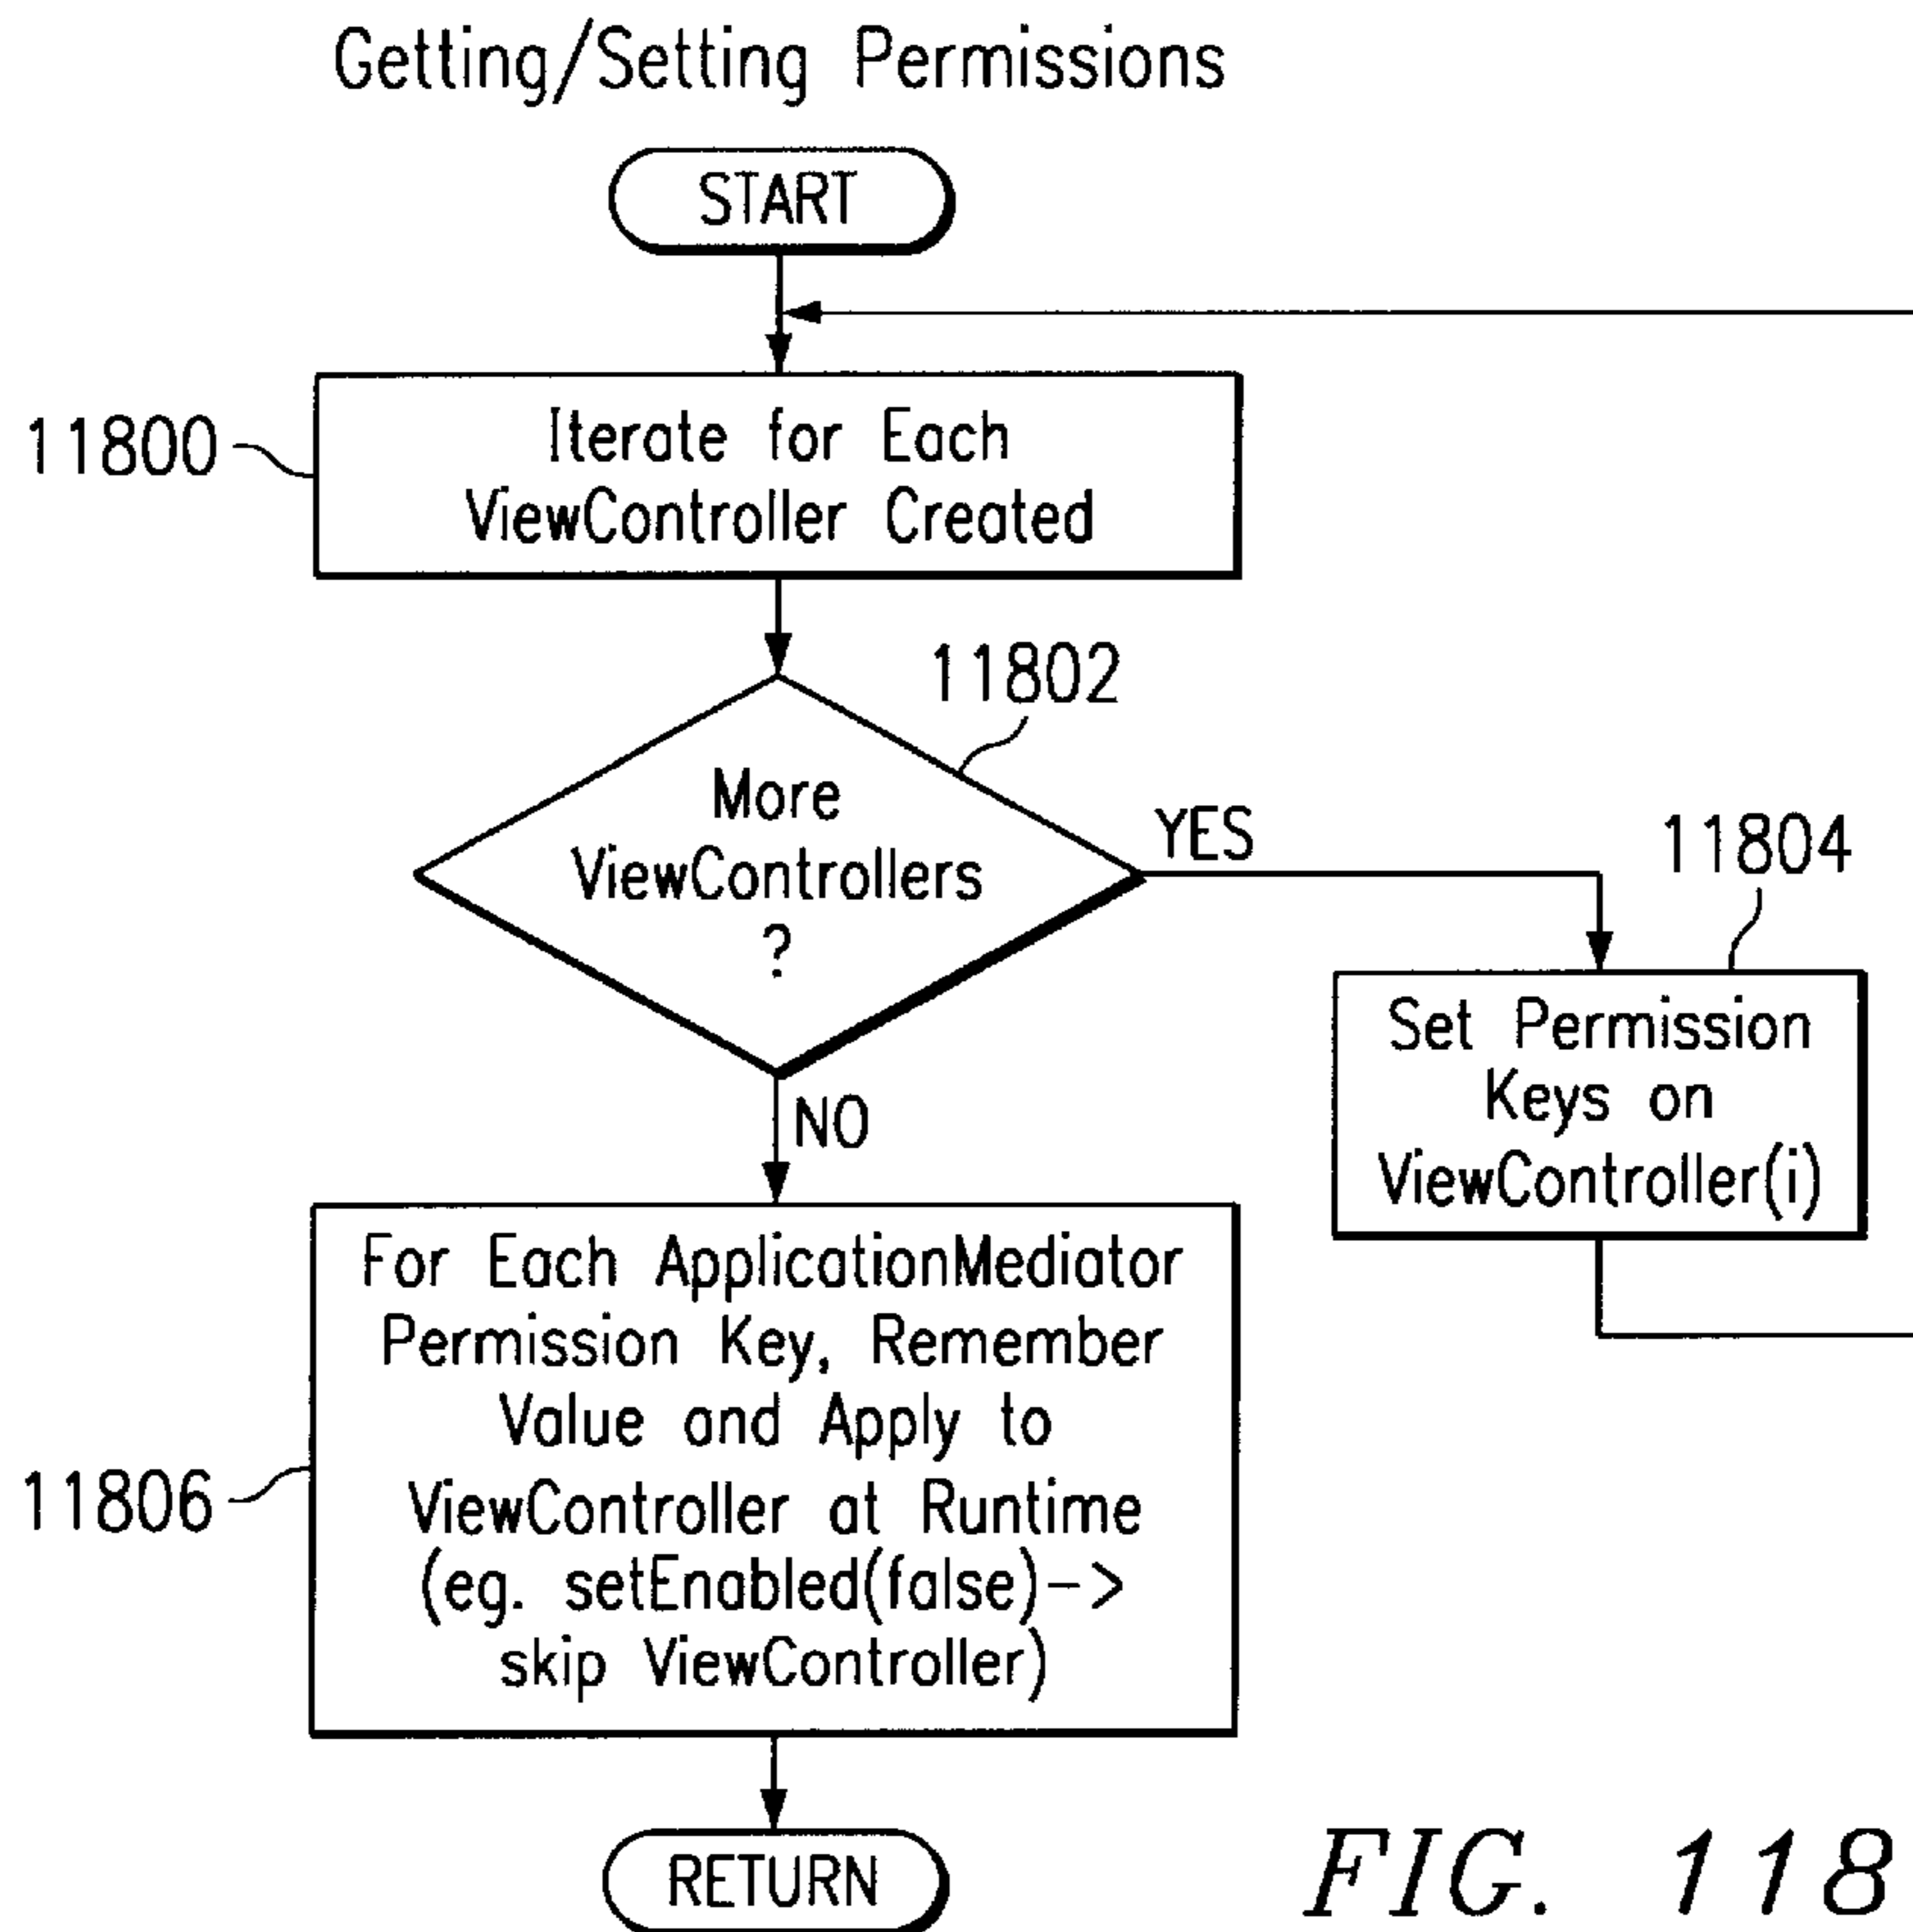 Getting/Setting Permissions
START
11800
Iterate for Each
ViewController Created
11802
More
ViewControllers
?
YES
11804
Set Permission
Keys on
ViewController(i)
NO
For Each ApplicationMediator
Permission Key, Remember
Value and Apply to
ViewController at Runtime
(eg. setEnabled(false)->
skip ViewController)
11806
RETURN
FIG. 118